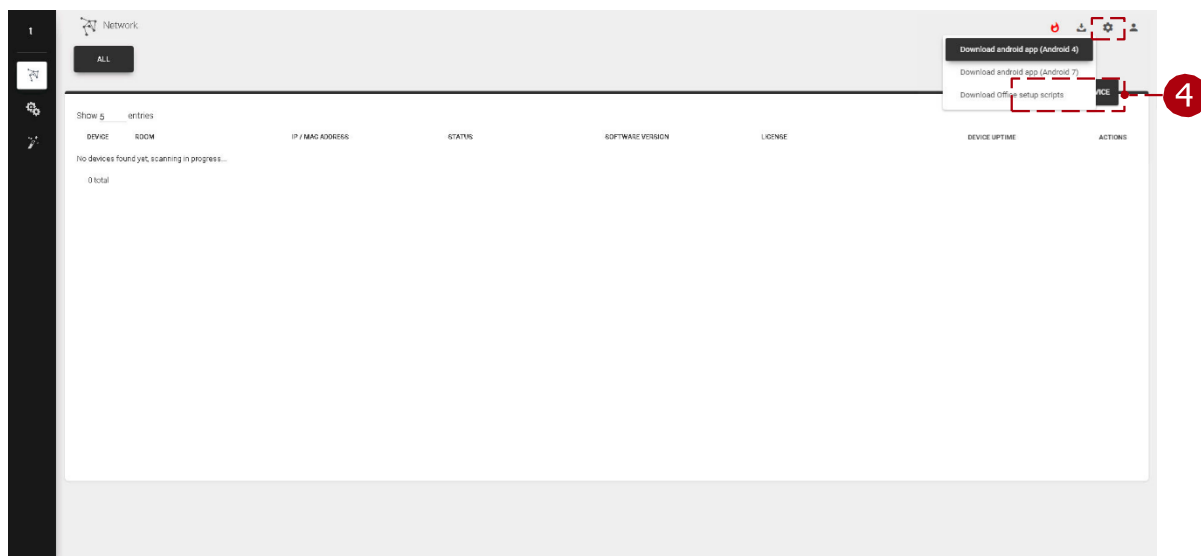 1
Network
ALL
Download android app (Android 4)
Download android app (Android 7)
Download Office setup scripts
VICE
4
Show 5 entries
DEVICE ROOM IP / MAC ADDRESS STATUS SOFTWARE VERSION LICENSE DEVICE UPTIME ACTIONS
No devices found yet, scanning in progress...
0 total